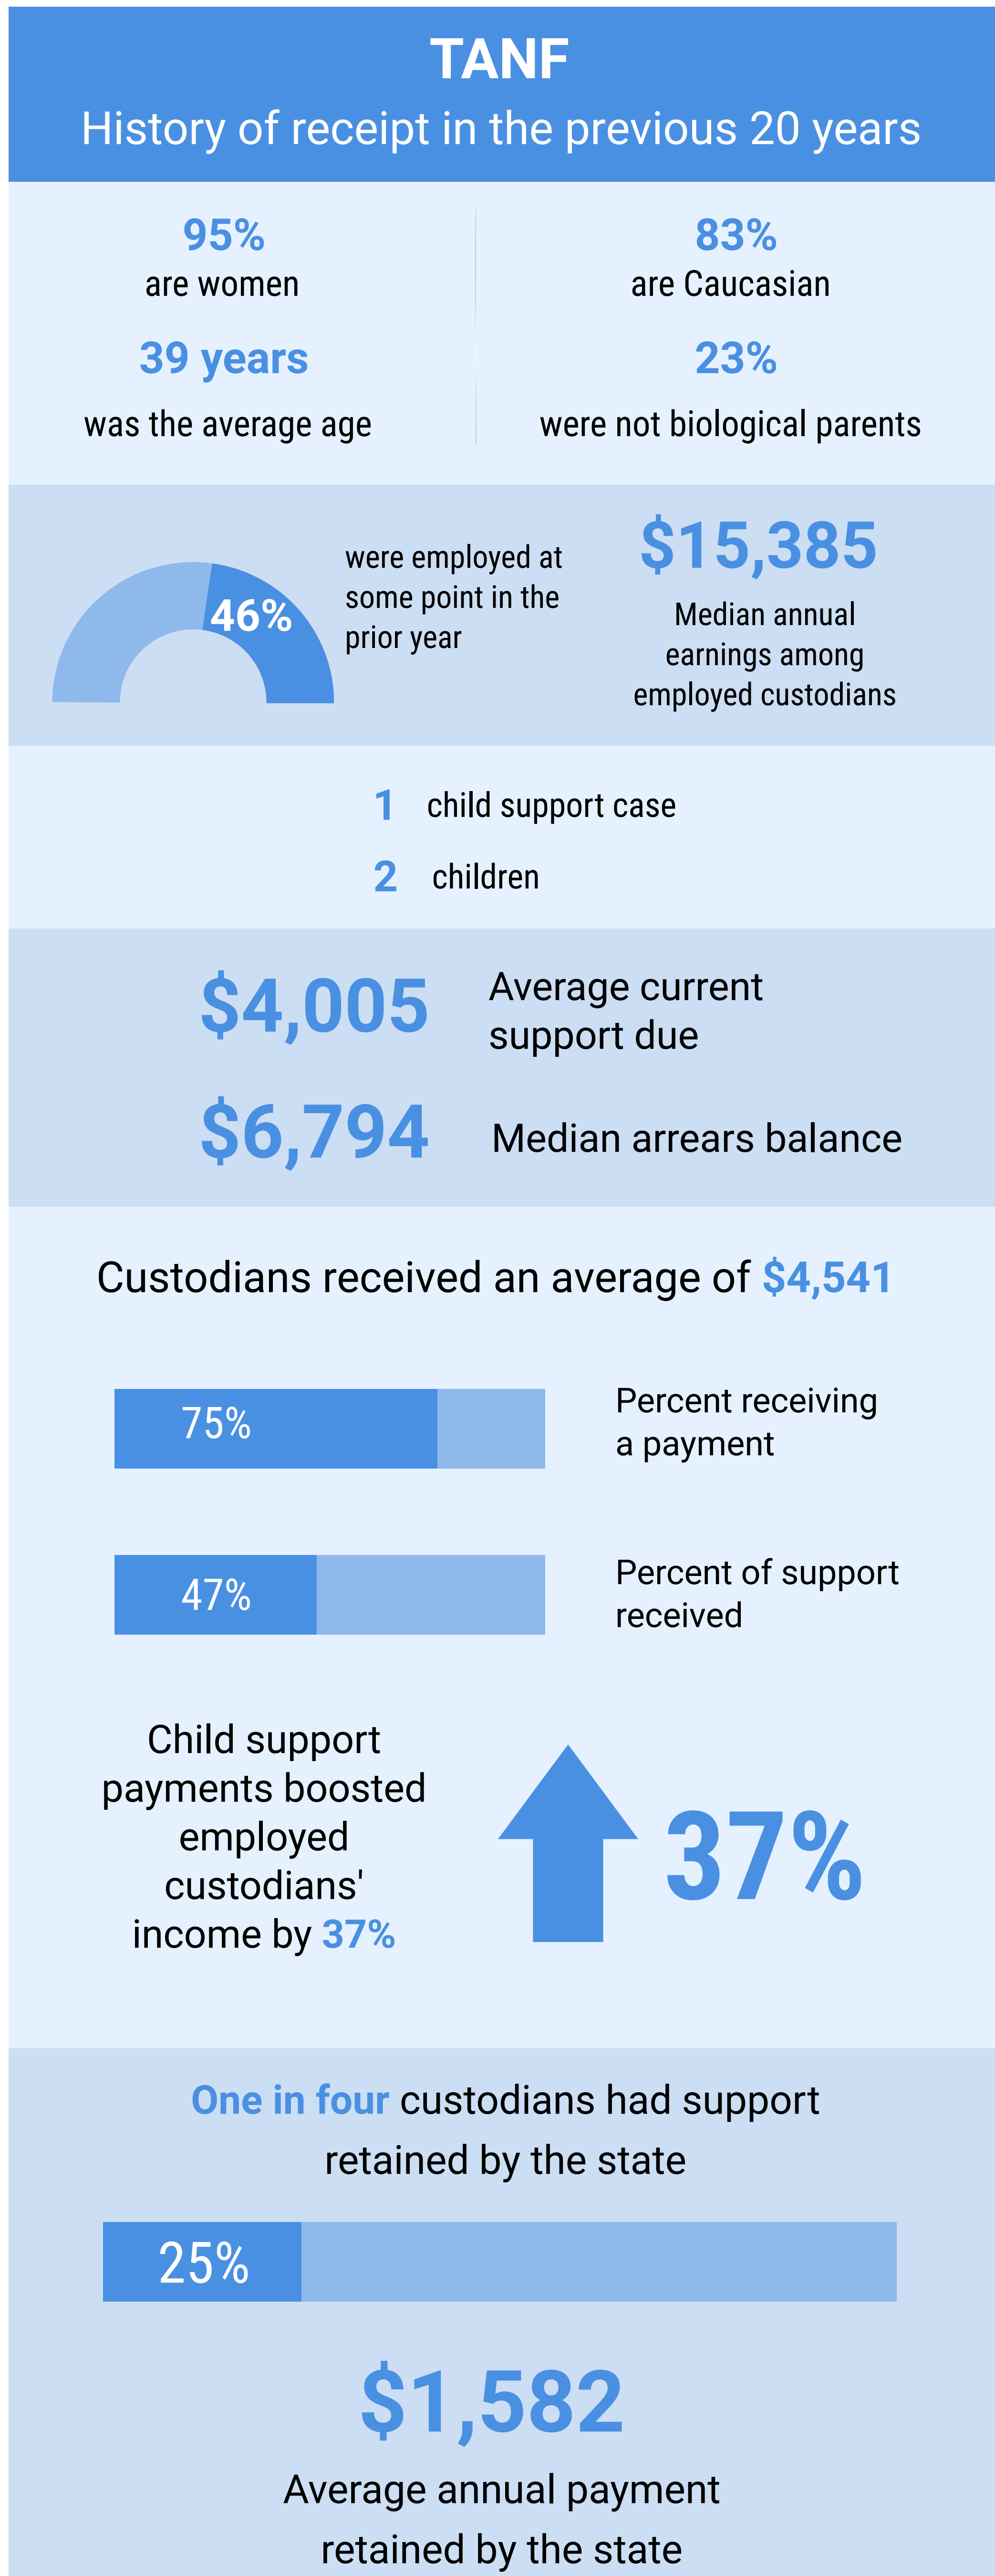 TANF
History of receipt in the previous 20 years
95%
are women
83%
are Caucasian
39 years
was the average age
23%
were not biological parents
46%
were employed at
some point in the
prior year
$15,385
Median annual
earnings among
employed custodians
1 child support case
2 children
$4,005
Average current
support due
$6,794 Median arrears balance
Custodians received an average of $4,541
75%
Percent receiving
a payment
47%
Percent of support
received
Child support
payments boosted
employed
custodians'
income by 37%
37%
One in four custodians had support
retained by the state
25%
$1,582
Average annual payment
retained by the state